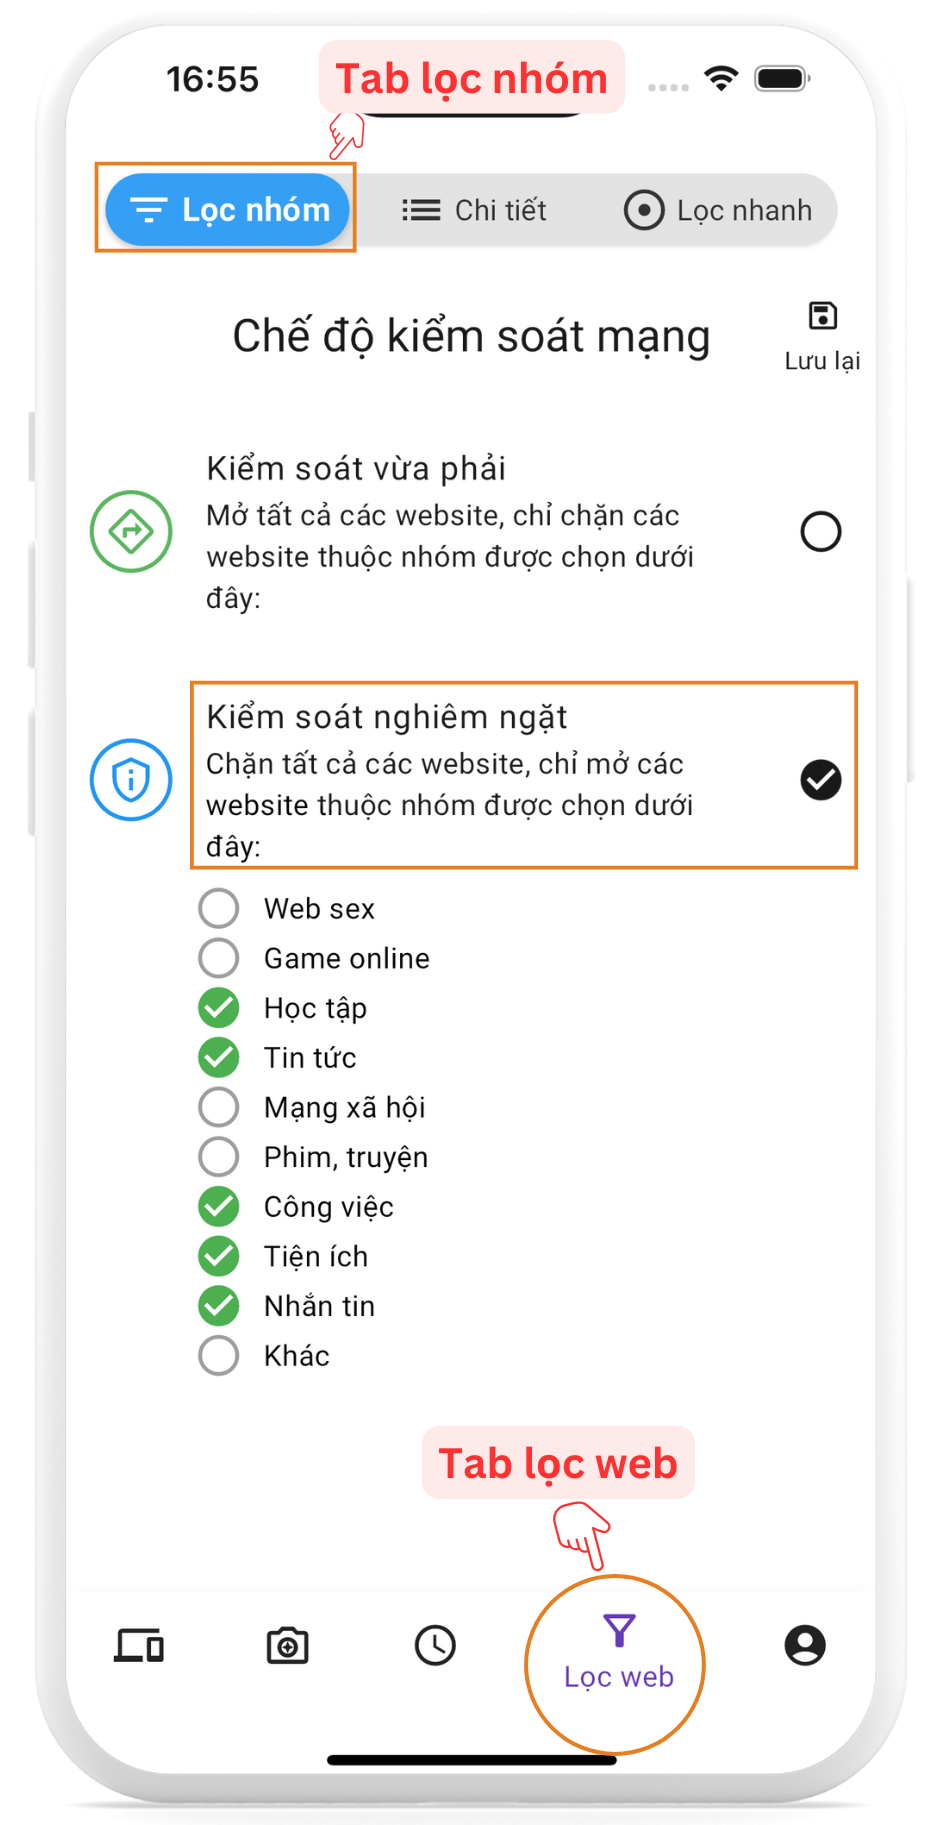 16:55
Tab lọc nhóm
Lọc nhóm
Chi tiết
Lọc nhanh
Chế độ kiểm soát mạng
Lưu lại
Kiểm soát vừa phải
Mở tất cả các website, chỉ chặn các
website thuộc nhóm được chọn dưới
đây:
Kiểm soát nghiêm ngặt
Chặn tất cả các website, chỉ mở các
website thuộc nhóm được chọn dưới
đây:
Web sex
Game online
Học tập
Tin tức
Mạng xã hội
Phim, truyện
Công việc
Tiện ích
Nhắn tin
Khác
Tab lọc web
Lọc web